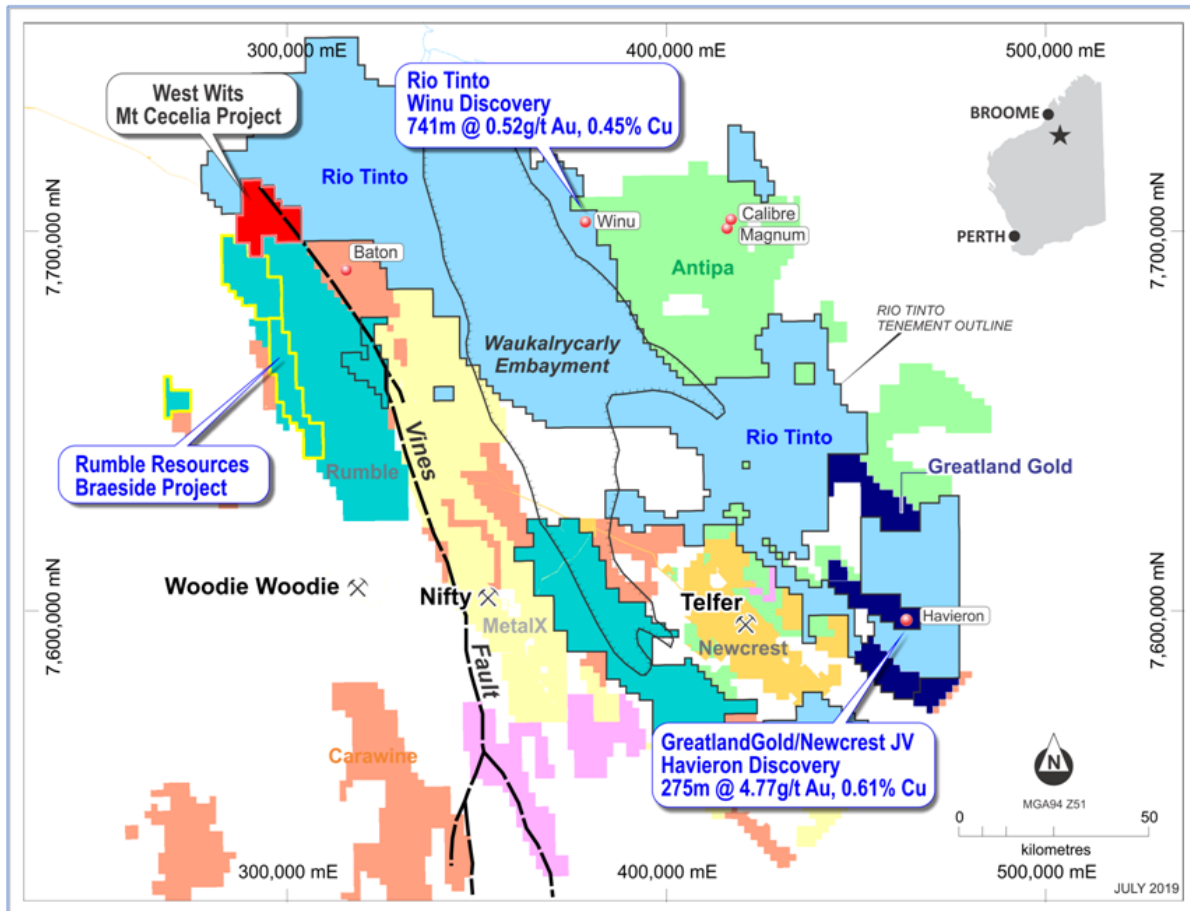 300,000 mE
400,000 mE
500,000 mE
West Wits
Mt Cecelia Project
Rio Tinto
Winu Discovery
741m @ 0.52g/t Au, 0.45% Cu
BROOME
PERTH
Rio Tinto
Winu
Calibre
Magnum
7,700,000 mN
7,700,000 mN
Baton
Antipa
RIO TINTO
TENEMENT OUTLINE
Waukalrycarly
Embayment
Rio Tinto
Rumble Resources
Braeside Project
Rumble
Vines
Fault
Greatland Gold
Woodie Woodie
Nifty
MetalX
Telfer
Newcrest
Havieron
7,600,000 mN
7,600,000 mN
Carawine
GreatlandGold/Newcrest JV
Havieron Discovery
275m @ 4.77g/t Au, 0.61% Cu
N
MGA94 Z51
0
50
kilometres
300,000 mE
400,000 mE
500,000 mE
JULY 2019